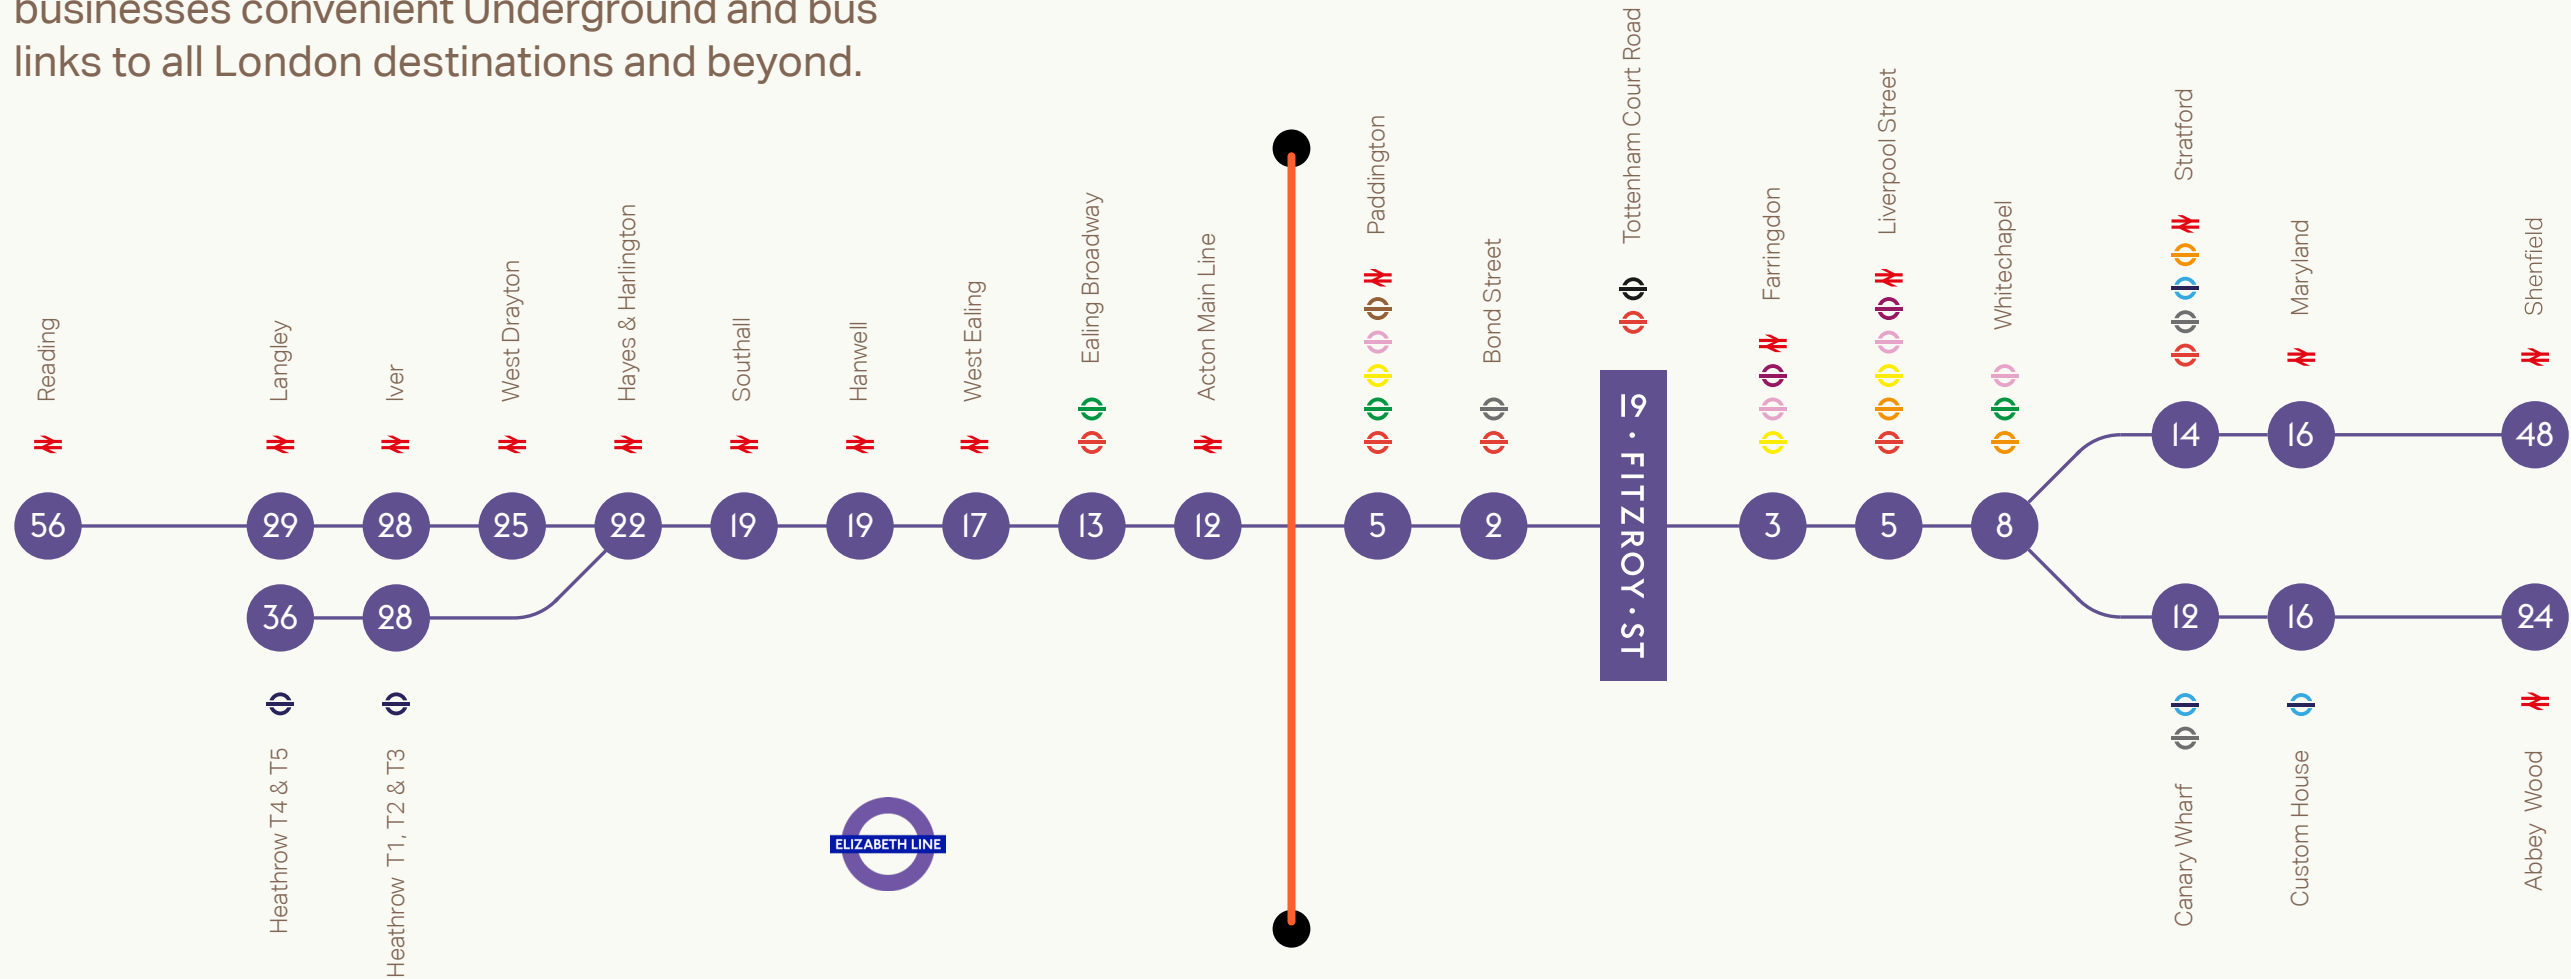 businesses convenient Underground and bus
links to all London destinations and beyond.
Reading
Langley
Iver
West Drayton
Hayes & Harlington
Southall
Hanwell
West Ealing
Ealing Broadway
Acton Main Line
Paddington
Bond Street
Tottenham Court Road
Farringdon
Liverpool Street
Whitechapel
Stratford
Maryland
Shenfield
14
16
48
56
29
28
25
22
19
19
17
13
12
5
2
19 · FITZROY · ST
3
5
8
36
28
12
16
24
Heathrow T4 & T5
Heathrow T1, T2 & T3
ELIZABETH LINE
Canary Wharf
Custom House
Abbey Wood